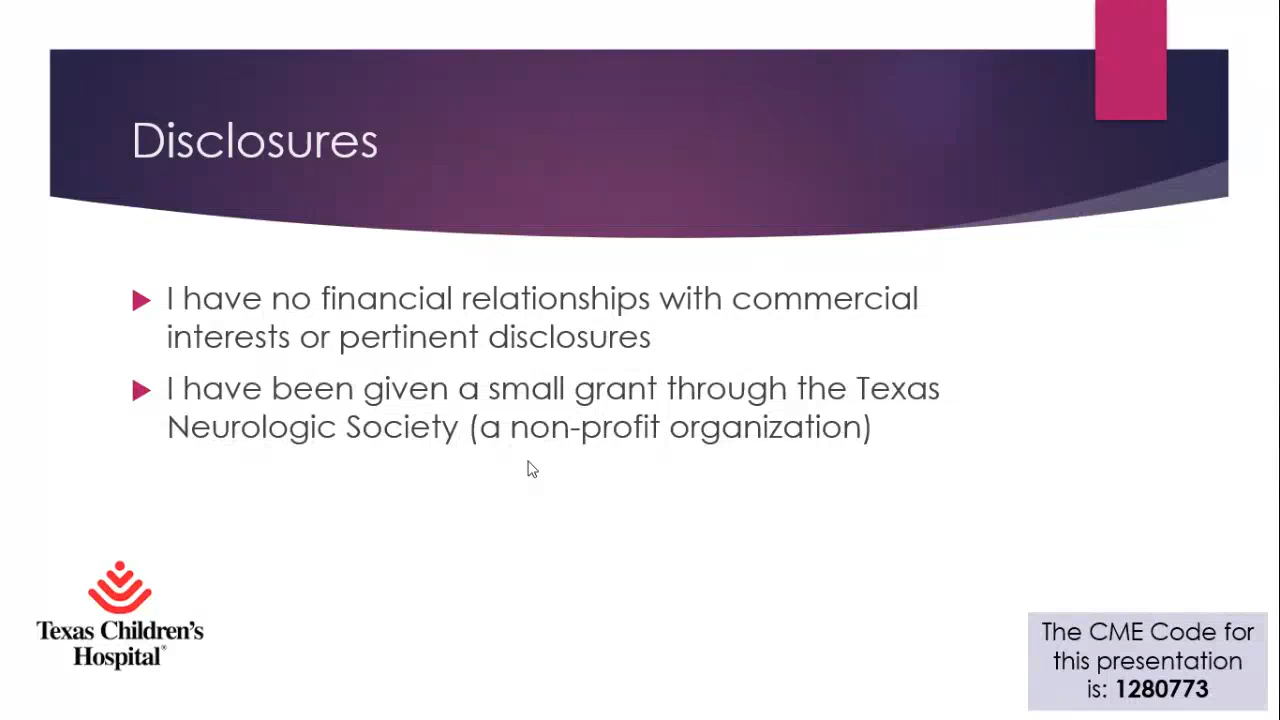 Disclosures
I have no financial relationships with commercial
interests or pertinent disclosures
I have been given a small grant through the Texas
Neurologic Society (a non-profit organization)
Texas Children's
Hospital®
The CME Code for
this presentation
is: 1280773